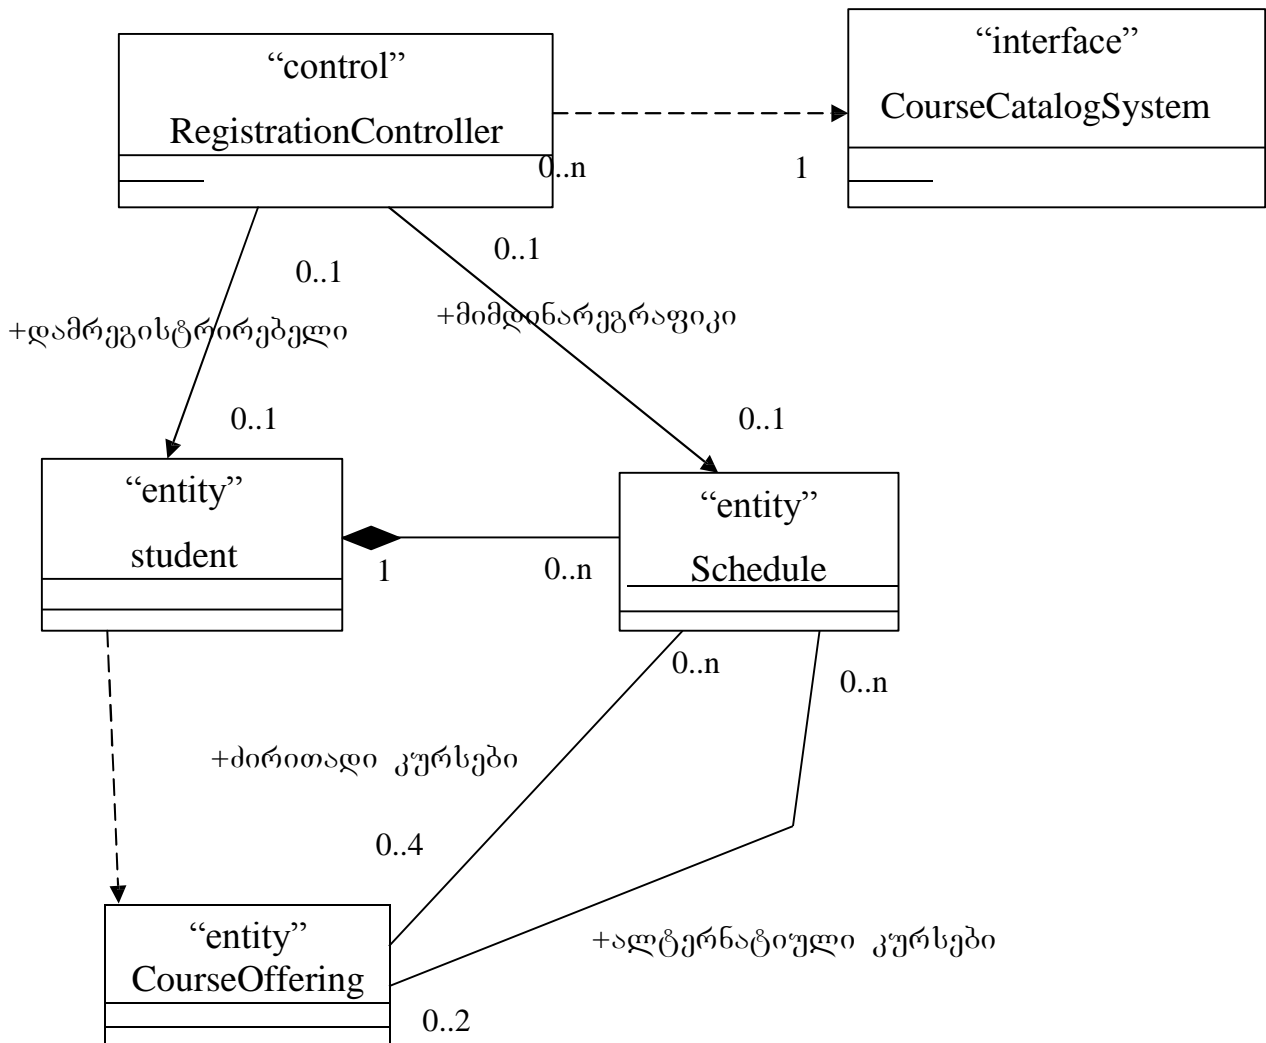 “control”
RegistrationController
“interface”
CourseCatalogSystem
0..n
1
0..1
0..1
+დამრეგისტრირებელი
+მიმდინარეგრაფიკი
0..1
0..1
“entity”
student
“entity”
Schedule
1
0..n
0..n
0..n
+ძირითადი კურსები
0..4
+ალტერნატიული კურსები
“entity”
CourseOffering
0..2